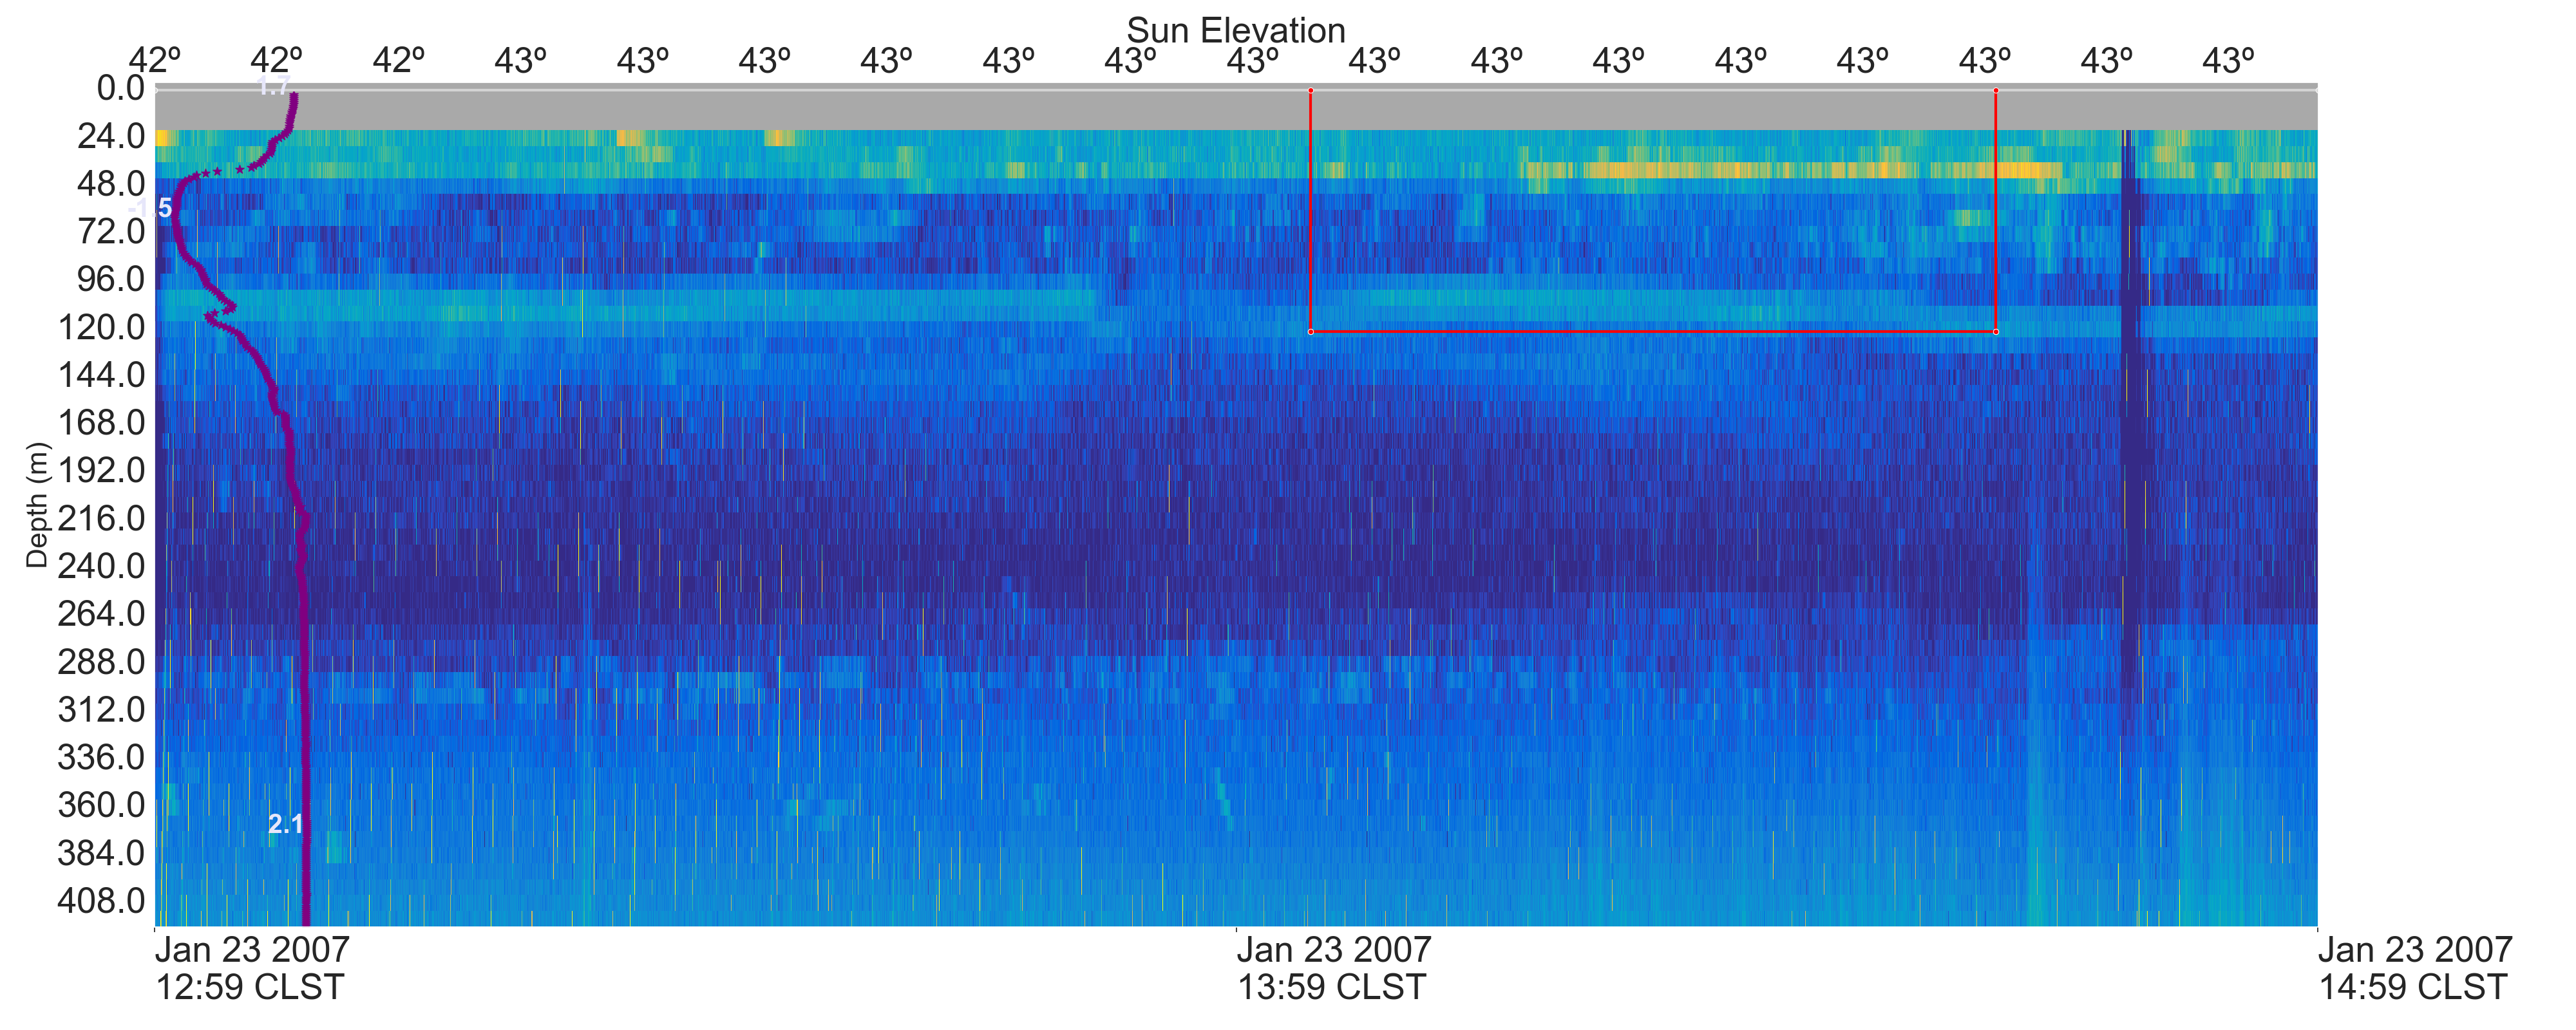 Sun Elevation
42º 42º 42º 43º 43º 43º 43º 43º 43º 43º 43º 43º 43º 43º 43º 43º 43º 43º
0.0
24.0
48.0
72.0
96.0
120.0
144.0
168.0
192.0
216.0
240.0
264.0
288.0
312.0
336.0
360.0
384.0
408.0
Depth (m)
1.7
-1.5
2.1
Jan 23 2007
12:59 CLST
Jan 23 2007
13:59 CLST
Jan 23 2007
14:59 CLST